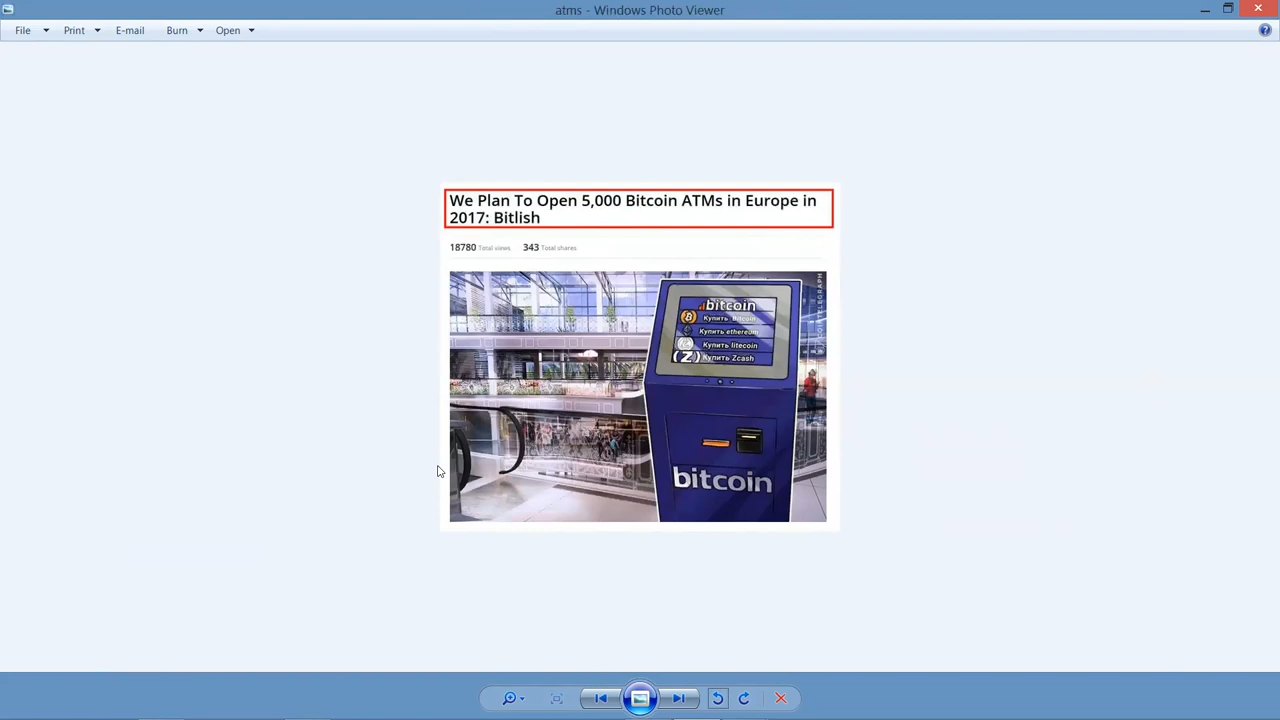 atms - Windows Photo Viewer
File Print E-mail Burn Open
We Plan To Open 5,000 Bitcoin ATMs in Europe in
2017: Bitlish
18780 Total views 343 Total shares
bitcoin
Купить Bitcoin
Купить ethereum
Купить litecoin
Купить Zcash
COINTELEGRAPH
bitcoin